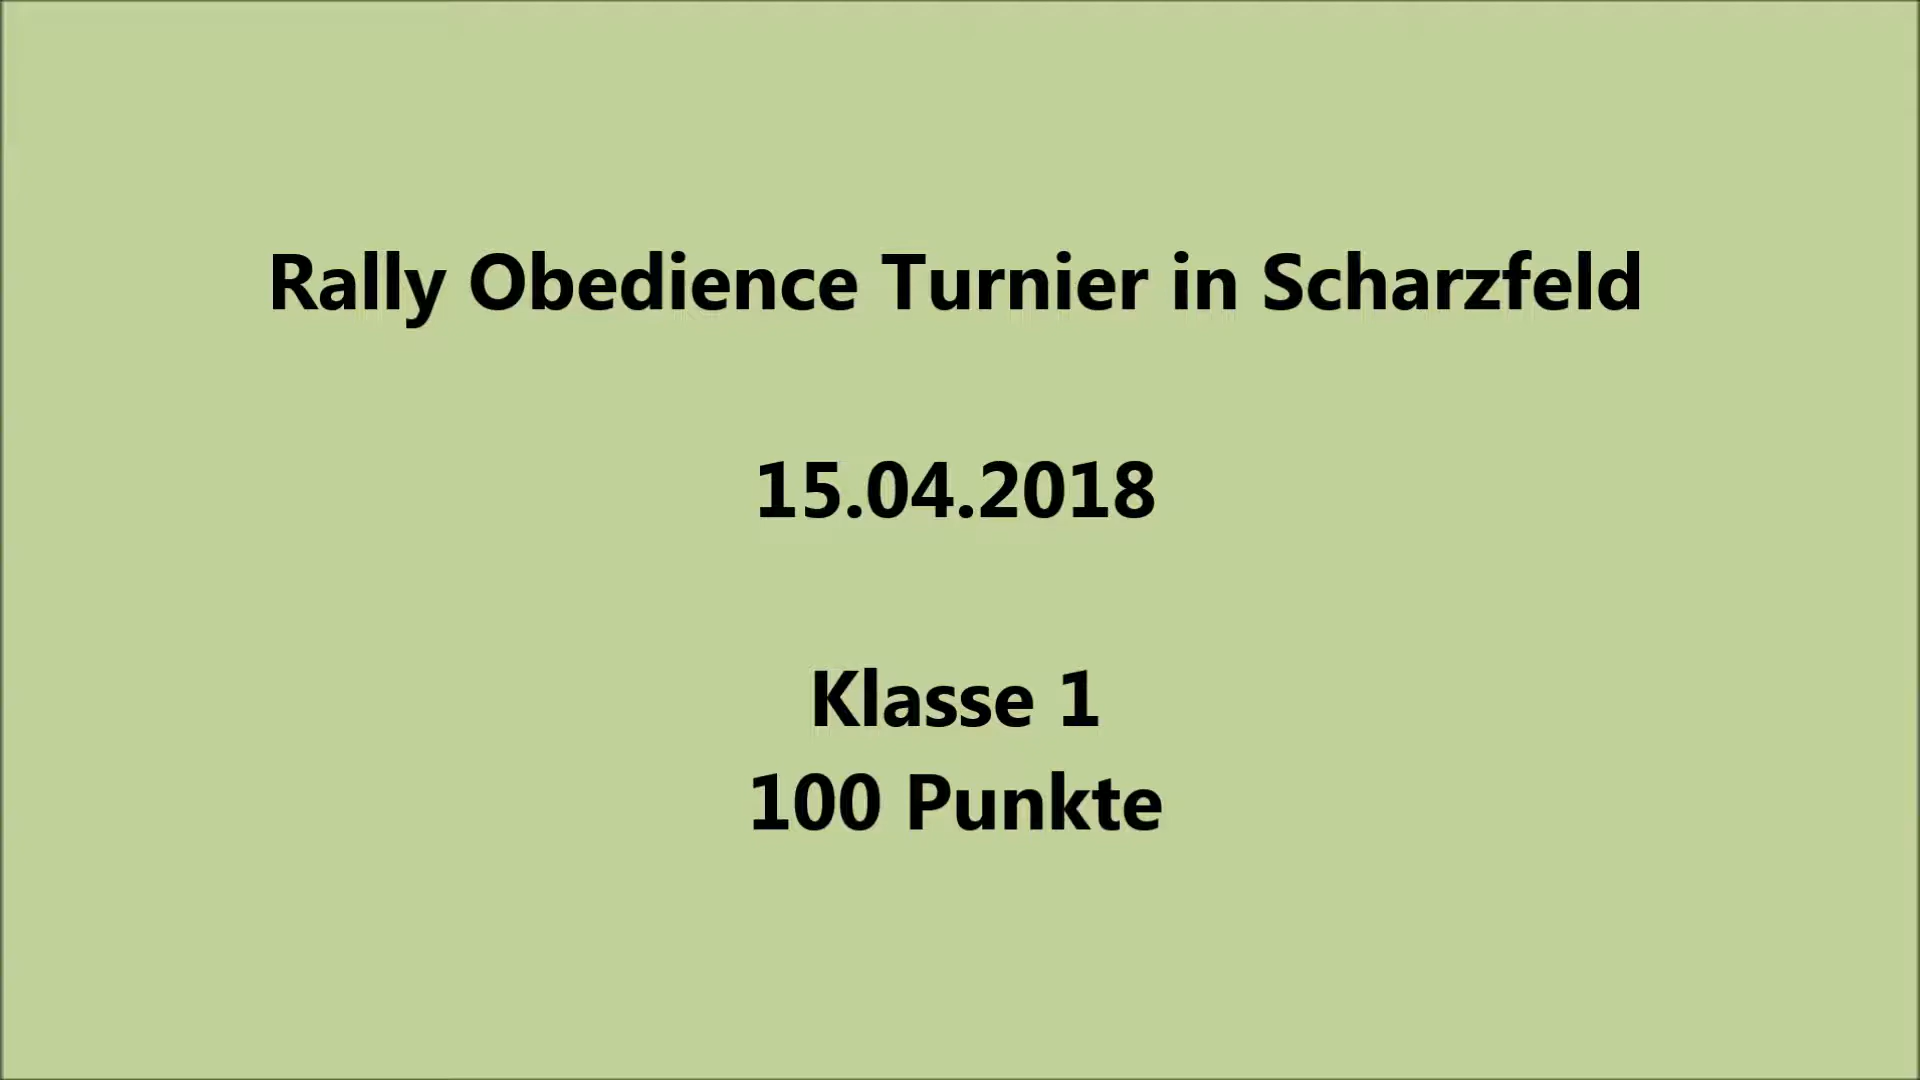 Rally Obedience Turnier in Scharzfeld
15.04.2018
Klasse 1
100 Punkte